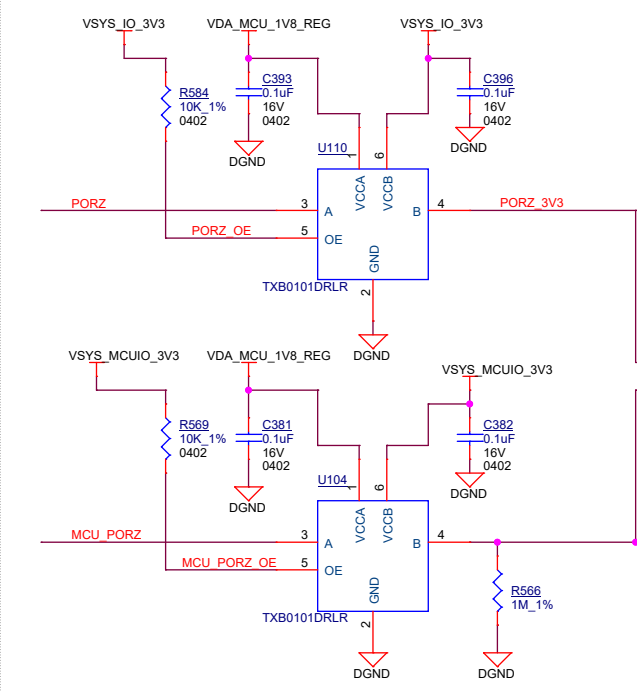 VSYS_IO_3V3
VDA_MCU_1V8_REG
VSYS_IO_3V3
R584
10K_1%
0402
C393
0.1uF
16V
0402
DGND
C396
0.1uF
16V
0402
DGND
U110
1
6
VCCA
VCCB
PORZ
3
A
B
4
PORZ_3V3
PORZ_OE
5
OE
GND
TXB0101DRLR
2
DGND
VSYS_MCUIO_3V3
VDA_MCU_1V8_REG
VSYS_MCUIO_3V3
R569
10K_1%
0402
C381
0.1uF
16V
0402
DGND
C382
0.1uF
16V
0402
DGND
U104
1
6
VCCA
VCCB
MCU_PORZ
3
A
B
4
MCU_PORZ_OE
5
OE
GND
TXB0101DRLR
2
DGND
R566
1M_1%
DGND